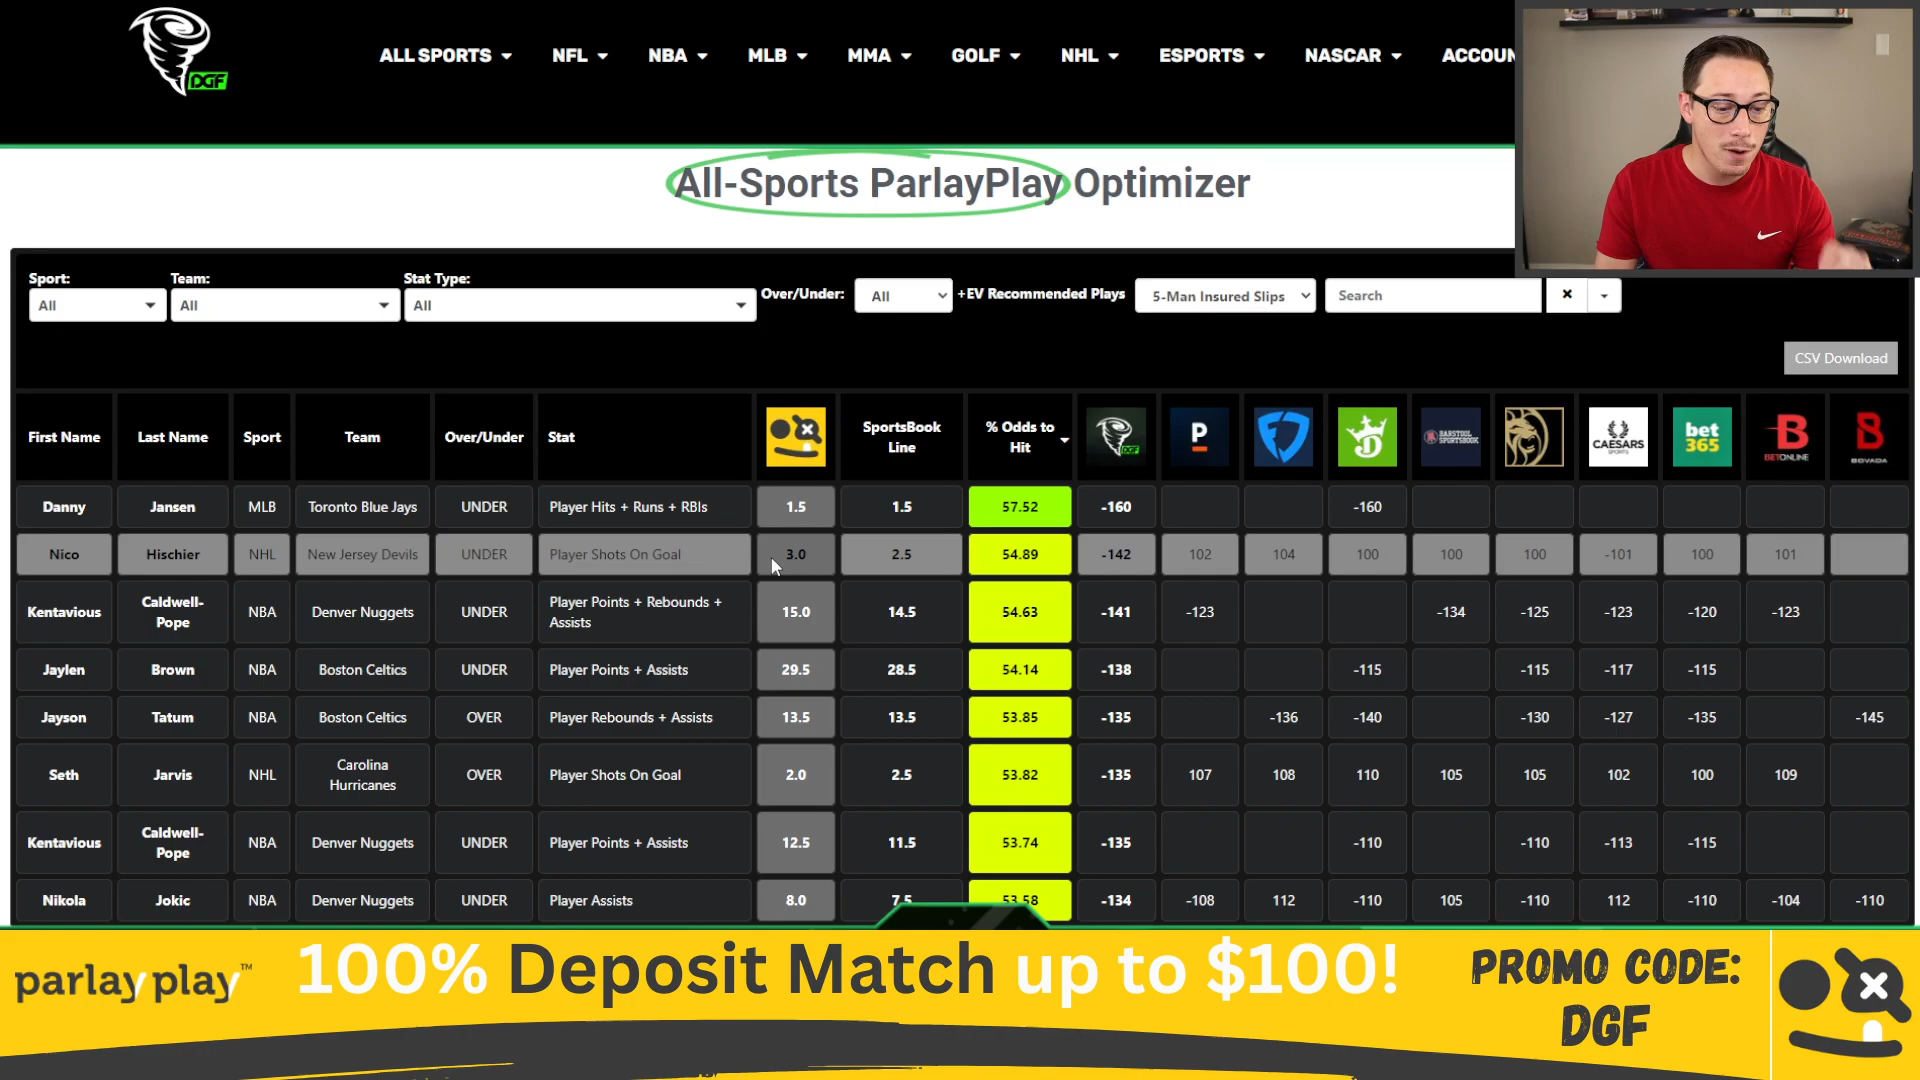 DGF
ALL SPORTS NFL NBA MLB MMA GOLF NHL ESPORTS NASCAR ACCOUN
All-Sports ParlayPlay Optimizer
Sport: Team: Stat Type:
All All All Over/Under: All +EV Recommended Plays 5-Man Insured Slips Search
CSV Download
First Name Last Name Sport Team Over/Under Stat SportsBook Line % Odds to Hit DGF P BARSTOOL SPORTSBOOK CAESARS SPORTS bet365 BETONLINE BOVADA
Danny Jansen MLB Toronto Blue Jays UNDER Player Hits + Runs + RBIs 1.5 1.5 57.52 -160 -160
Nico Hischier NHL New Jersey Devils UNDER Player Shots On Goal 3.0 2.5 54.89 -142 102 104 100 100 100 -101 100 101
Kentavious Caldwell-Pope NBA Denver Nuggets UNDER Player Points + Rebounds + Assists 15.0 14.5 54.63 -141 -123 -134 -125 -123 -120 -123
Jaylen Brown NBA Boston Celtics UNDER Player Points + Assists 29.5 28.5 54.14 -138 -115 -115 -117 -115
Jayson Tatum NBA Boston Celtics OVER Player Rebounds + Assists 13.5 13.5 53.85 -135 -136 -140 -130 -127 -135 -145
Seth Jarvis NHL Carolina Hurricanes OVER Player Shots On Goal 2.0 2.5 53.82 -135 107 108 110 105 105 102 100 109
Kentavious Caldwell-Pope NBA Denver Nuggets UNDER Player Points + Assists 12.5 11.5 53.74 -135 -110 -110 -113 -115
Nikola Jokic NBA Denver Nuggets UNDER Player Assists 8.0 7.5 53.58 -134 -108 112 -110 105 -110 112 -110 -104 -110
parlay play™ 100% Deposit Match up to $100! PROMO CODE:
DGF